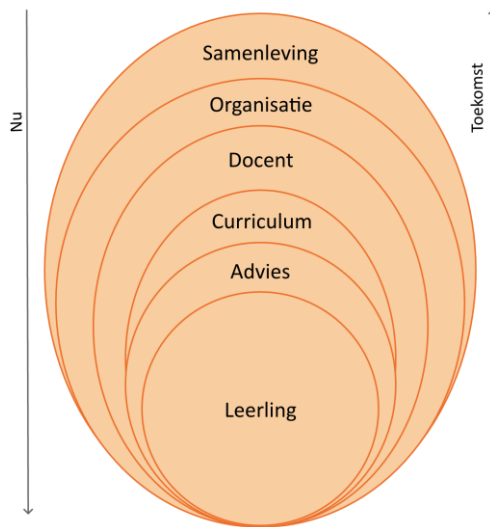 Samenleving
Organisatie
Docent
Curriculum
Advies
Leerling
Nu
Toekomst